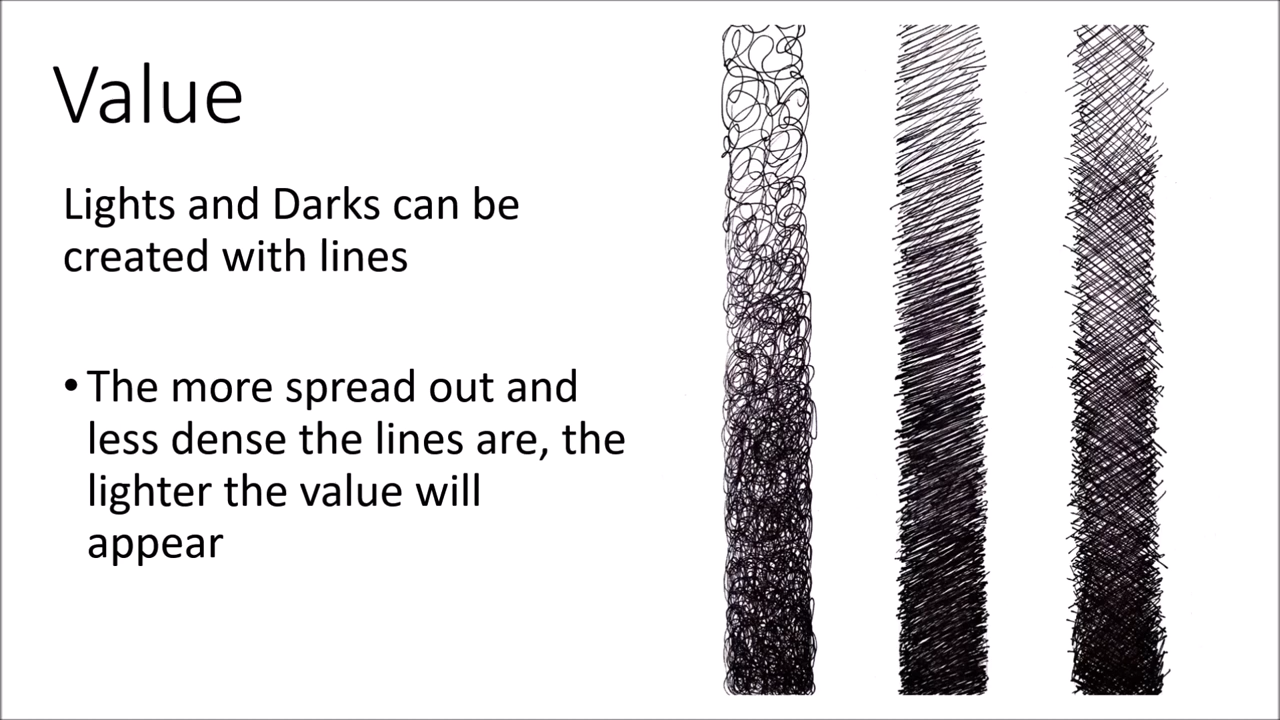 Value
Lights and Darks can be
created with lines
• The more spread out and
less dense the lines are, the
lighter the value will
appear